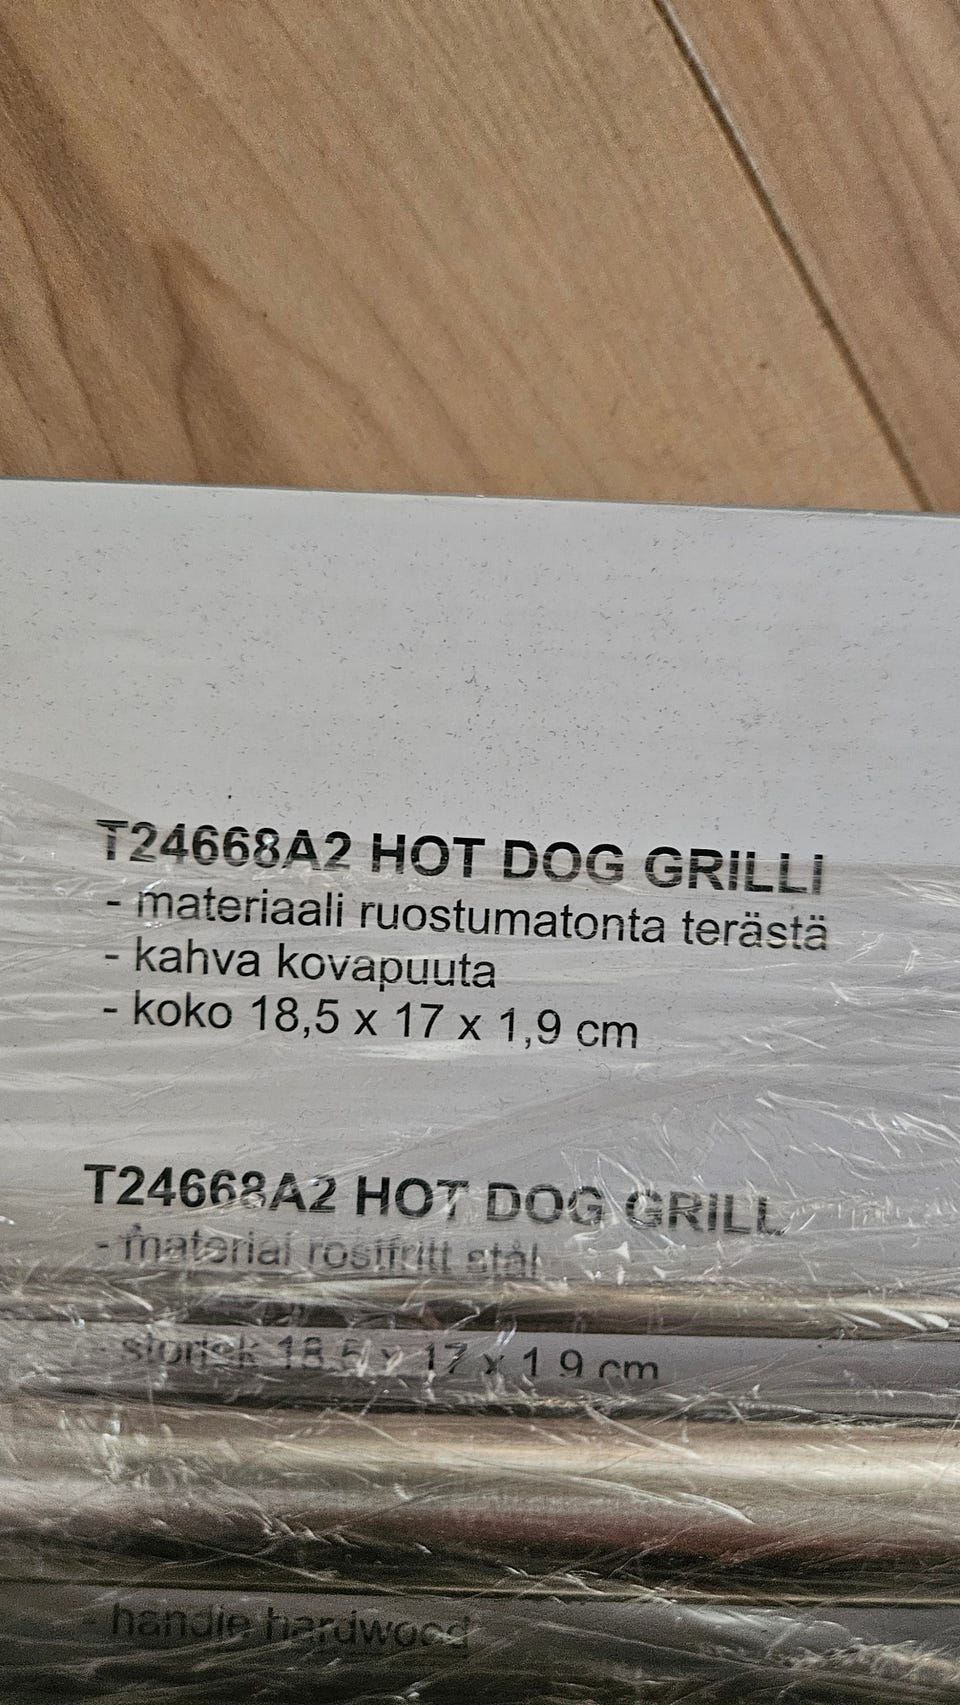 T24668A2 HOT DOG GRILLI
- materiaali ruostumatonta terästä
- kahva kovapuuta
- koko 18,5 x 17 x 1,9 cm
T24668A2 HOT DOG GRILL
- material rostfritt stål
- storlek 18,5 x 17 x 1,9 cm
- handle hardwood